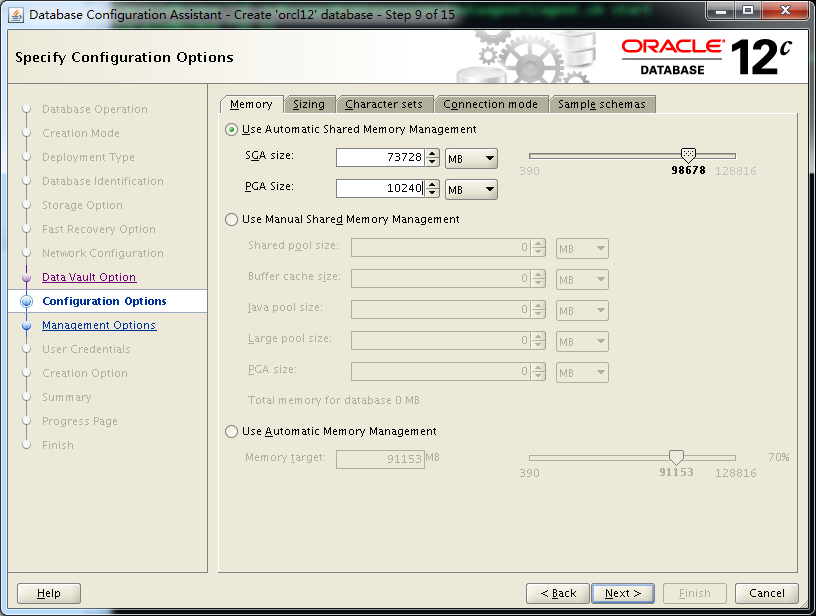 Database Configuration Assistant - Create 'orcl12' database - Step 9 of 15
Specify Configuration Options
ORACLE
DATABASE
12c
Database Operation
Creation Mode
Deployment Type
Database Identification
Storage Option
Fast Recovery Option
Network Configuration
Data Vault Option
Configuration Options
Management Options
User Credentials
Creation Option
Summary
Progress Page
Finish
Memory Sizing Character sets Connection mode Sample schemas
Use Automatic Shared Memory Management
SGA size: 73728 MB
390 98678 128816
PGA Size: 10240 MB
Use Manual Shared Memory Management
Shared pool size: 0 MB
Buffer cache size: 0 MB
Java pool size: 0 MB
Large pool size: 0 MB
PGA size: 0 MB
Total memory for database 0 MB
Use Automatic Memory Management
Memory target: 91153 MB 70%
390 91153 128816
Help < Back Next > Finish Cancel